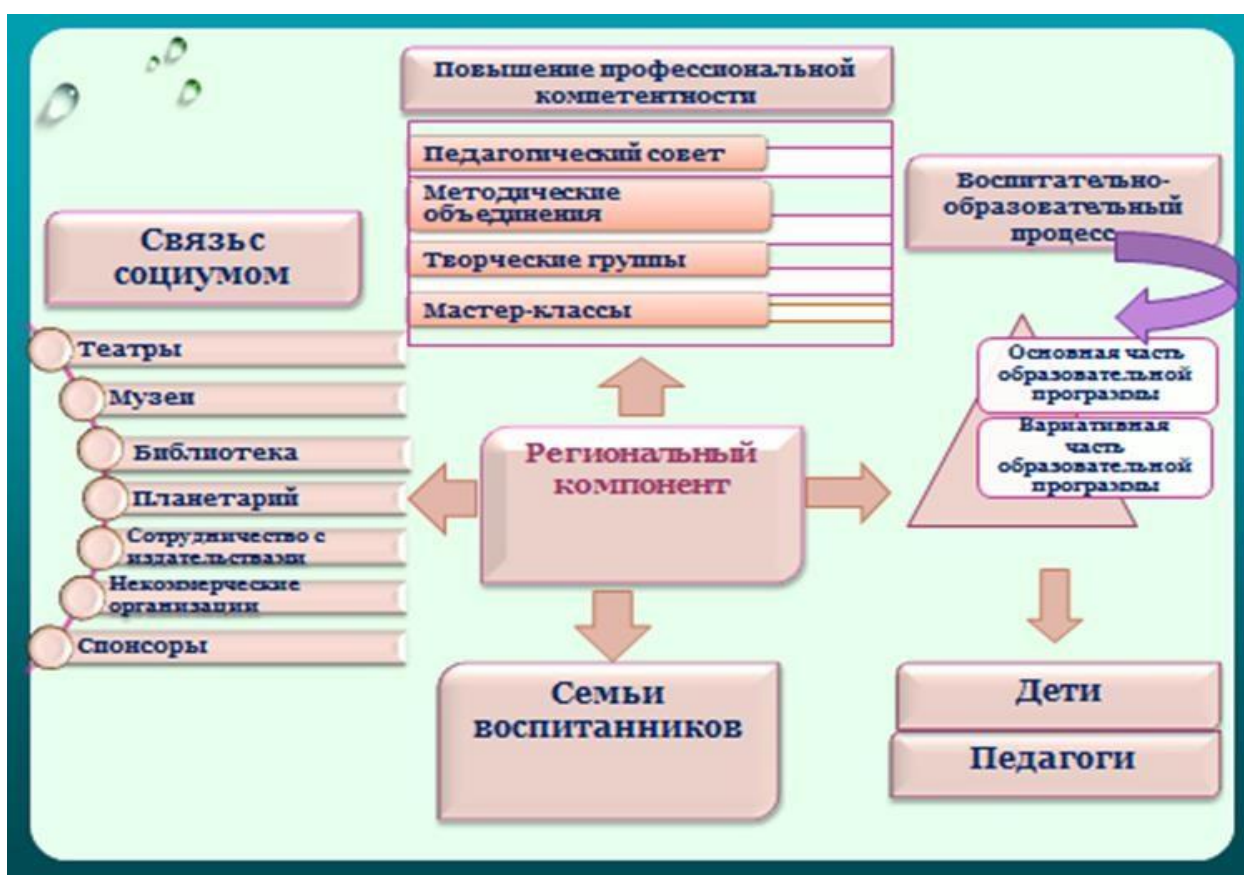 Повышение профессиональной
компетентности
Педагогический совет
Методические
объединения
Творческие группы
Мастер-классы
Воспитательно-
образовательный
процесс
Основная часть
образовательной
программы
Вариативная
часть
образовательной
программы
Связь с
социумом
Театры
Музеи
Библиотека
Планетарий
Сотрудничество с
издательствами
Некоммерческие
организации
Спонсоры
Региональный
компонент
Семьи
воспитанников
Дети
Педагоги